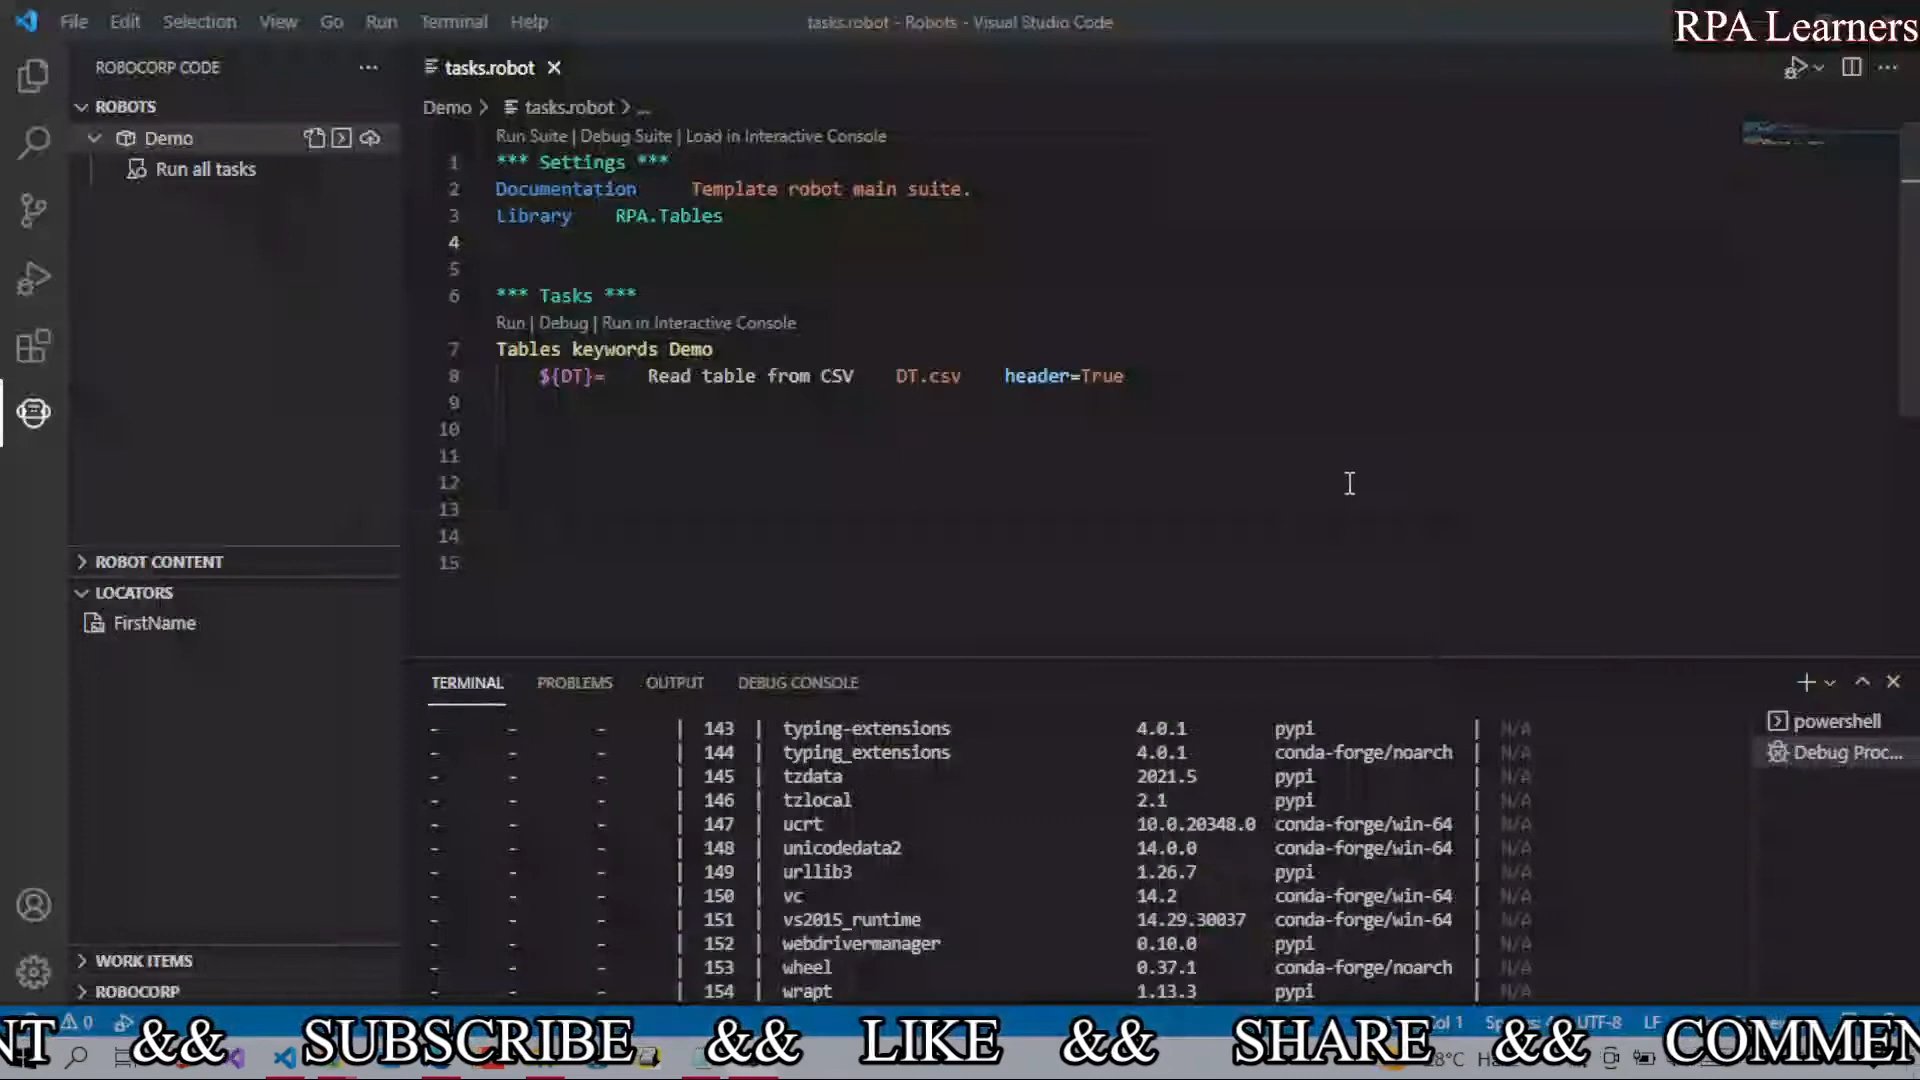 File Edit Selection View Go Run Terminal Help
tasks.robot - Robots - Visual Studio Code
RPA Learners
ROBOCORP CODE
ROBOTS
Demo
Run all tasks
ROBOT CONTENT
LOCATORS
FirstName
WORK ITEMS
ROBOCORP
tasks.robot
Demo > tasks.robot > ...
Run Suite | Debug Suite | Load in Interactive Console
1 *** Settings ***
2 Documentation Template robot main suite.
3 Library RPA.Tables
4
5
6 *** Tasks ***
Run | Debug | Run in Interactive Console
7 Tables keywords Demo
8 ${DT}= Read table from CSV DT.csv header=True
9
10
11
12
13
14
15
TERMINAL PROBLEMS OUTPUT DEBUG CONSOLE
powershell
Debug Proc...
- - - | 143 | typing-extensions 4.0.1 pypi | N/A
- - - | 144 | typing_extensions 4.0.1 conda-forge/noarch | N/A
- - - | 145 | tzdata 2021.5 pypi | N/A
- - - | 146 | tzlocal 2.1 pypi | N/A
- - - | 147 | ucrt 10.0.20348.0 conda-forge/win-64 | N/A
- - - | 148 | unicodedata2 14.0.0 conda-forge/win-64 | N/A
- - - | 149 | urllib3 1.26.7 pypi | N/A
- - - | 150 | vc 14.2 conda-forge/win-64 | N/A
- - - | 151 | vs2015_runtime 14.29.30037 conda-forge/win-64 | N/A
- - - | 152 | webdrivermanager 0.10.0 pypi | N/A
- - - | 153 | wheel 0.37.1 conda-forge/noarch | N/A
- - - | 154 | wrapt 1.13.3 pypi | N/A
0 Col 1 UTF-8 LF
NT && SUBSCRIBE && LIKE && SHARE && COMMEN